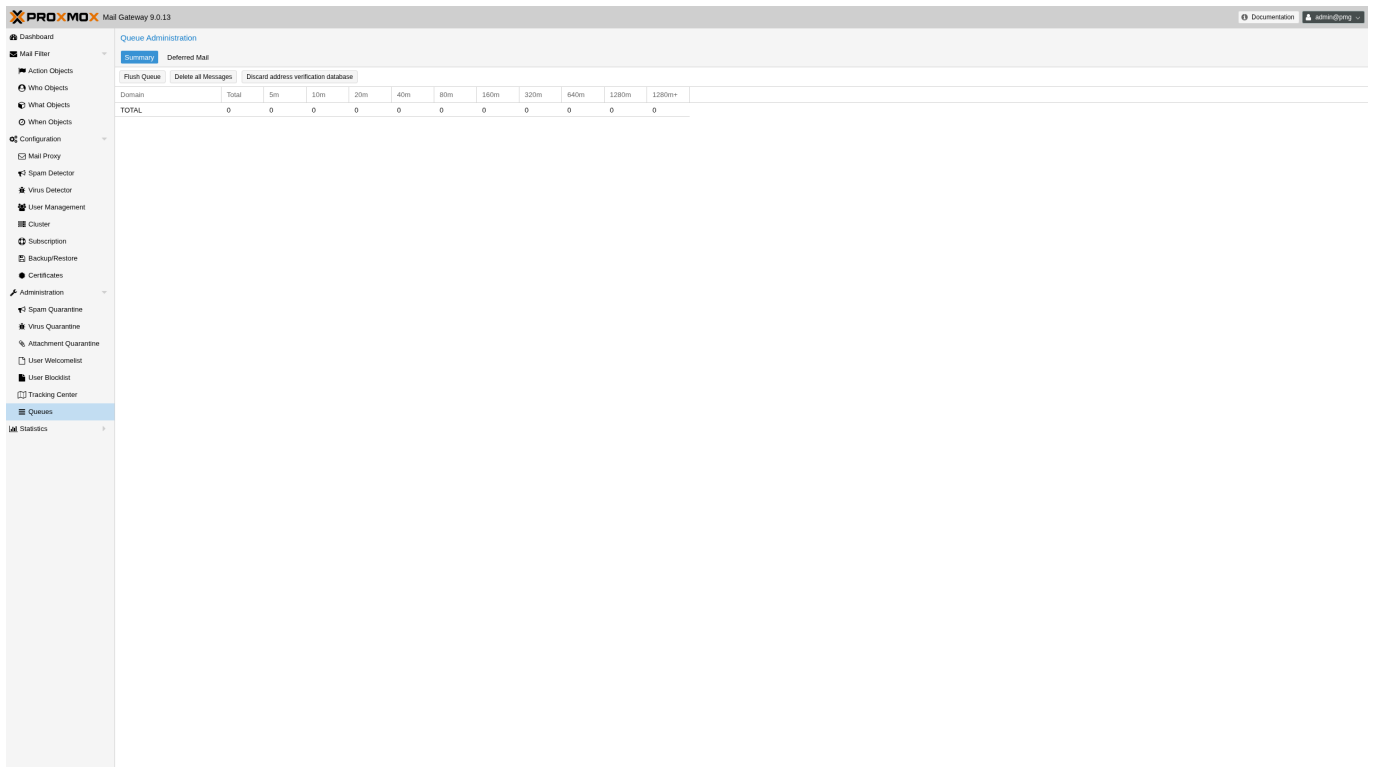 PROXMOX Mail Gateway 9.0.13
Documentation
admin@pmg
Dashboard
Mail Filter
Action Objects
Who Objects
What Objects
When Objects
Configuration
Mail Proxy
Spam Detector
Virus Detector
User Management
Cluster
Subscription
Backup/Restore
Certificates
Administration
Spam Quarantine
Virus Quarantine
Attachment Quarantine
User Welcomelist
User Blocklist
Tracking Center
Queues
Statistics
Queue Administration
Summary Deferred Mail
Flush Queue Delete all Messages Discard address verification database
Domain Total 5m 10m 20m 40m 80m 160m 320m 640m 1280m 1280m+
TOTAL 0 0 0 0 0 0 0 0 0 0 0